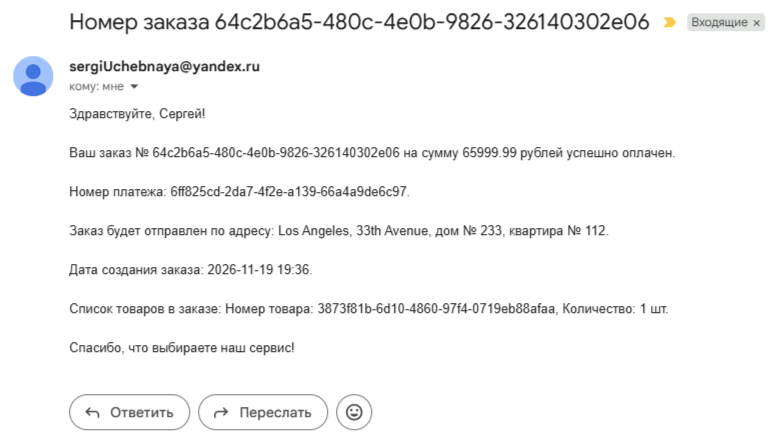 Номер заказа 64c2b6a5-480c-4e0b-9826-326140302e06 Входящие ×
sergiUchebnaya@yandex.ru
кому: мне
Здравствуйте, Сергей!
Ваш заказ № 64c2b6a5-480c-4e0b-9826-326140302e06 на сумму 65999.99 рублей успешно оплачен.
Номер платежа: 6ff825cd-2da7-4f2e-a139-66a4a9de6c97.
Заказ будет отправлен по адресу: Los Angeles, 33th Avenue, дом № 233, квартира № 112.
Дата создания заказа: 2026-11-19 19:36.
Список товаров в заказе: Номер товара: 3873f81b-6d10-4860-97f4-0719eb88afaa, Количество: 1 шт.
Спасибо, что выбираете наш сервис!
Ответить Переслать